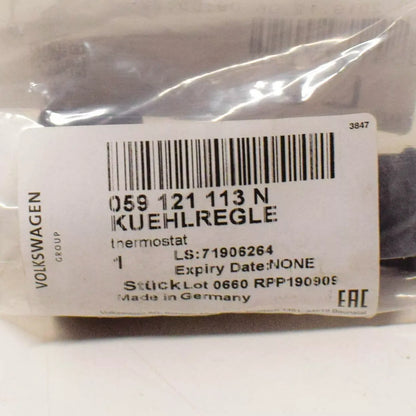 3847
VOLKSWAGEN
GROUP
059 121 113 N
KUEHLREGLE
thermostat
1 LS:71906264
Expiry Date:NONE
Stück Lot 0660 RPP190909
Made in Germany
EAC